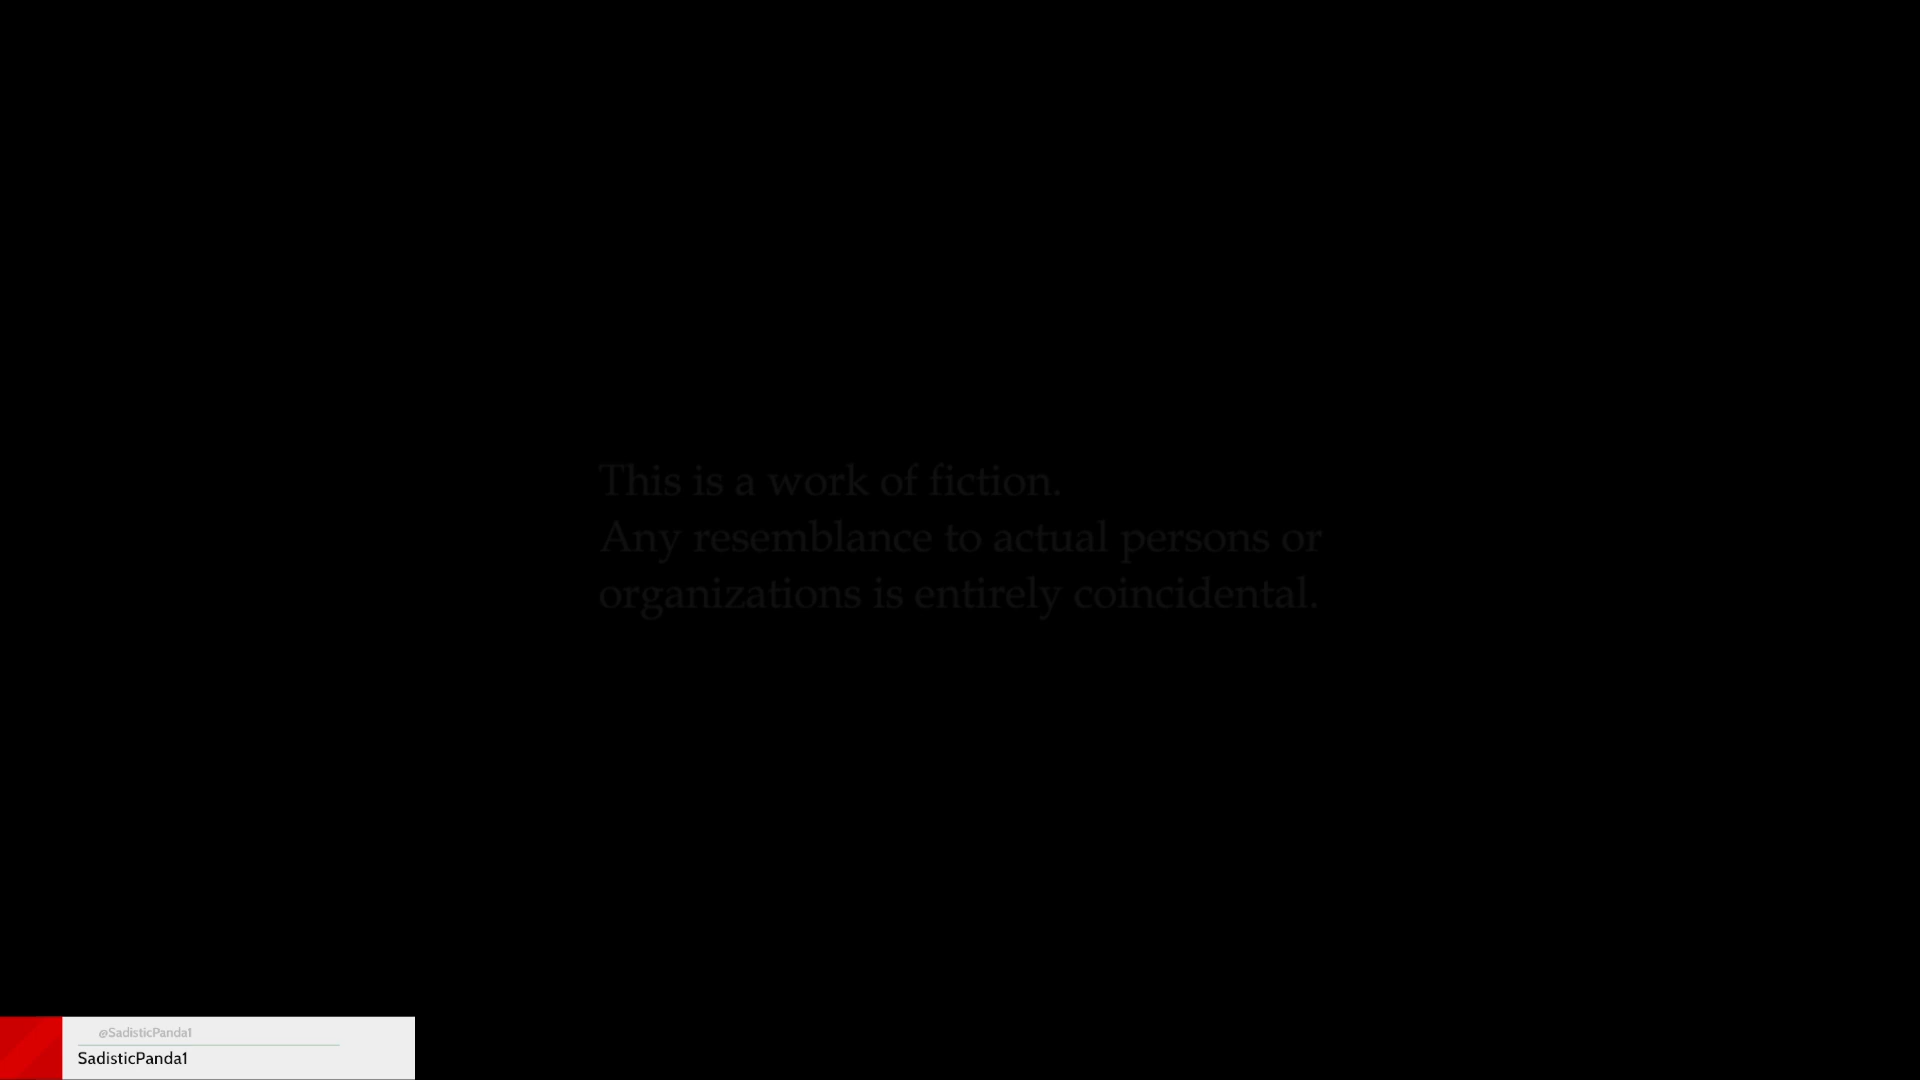 This is a work of fiction.
Any resemblance to actual persons or
organizations is entirely coincidental.
@SadisticPanda1
SadisticPanda1